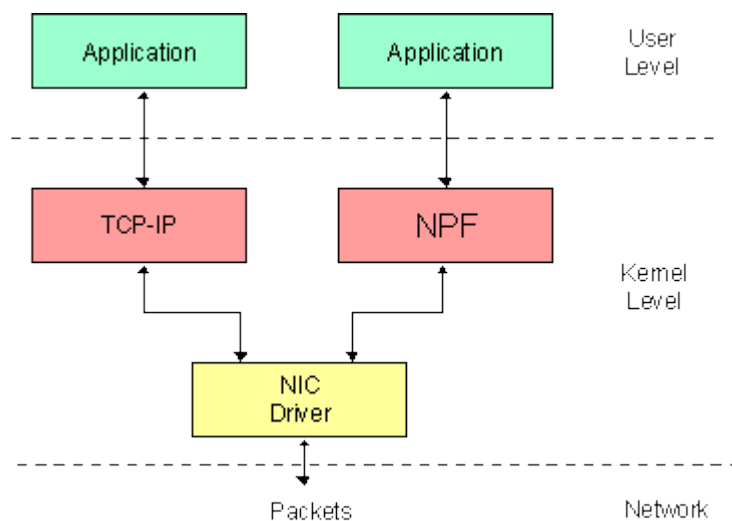 Application
Application
User
Level
TCP-IP
NPF
Kernel
Level
NIC
Driver
Packets
Network